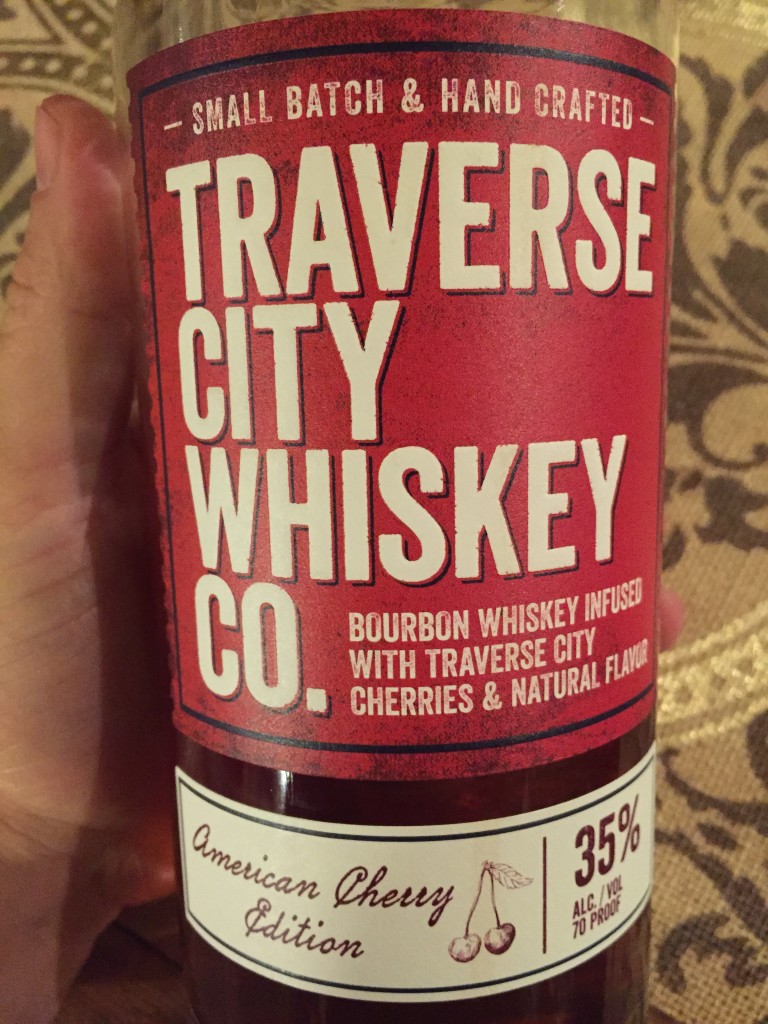 – SMALL BATCH & HAND CRAFTED –
TRAVERSE
CITY
WHISKEY
CO.
BOURBON WHISKEY INFUSED
WITH TRAVERSE CITY
CHERRIES & NATURAL FLAVOR
American Cherry
Edition
35%
ALC. / VOL
70 PROOF